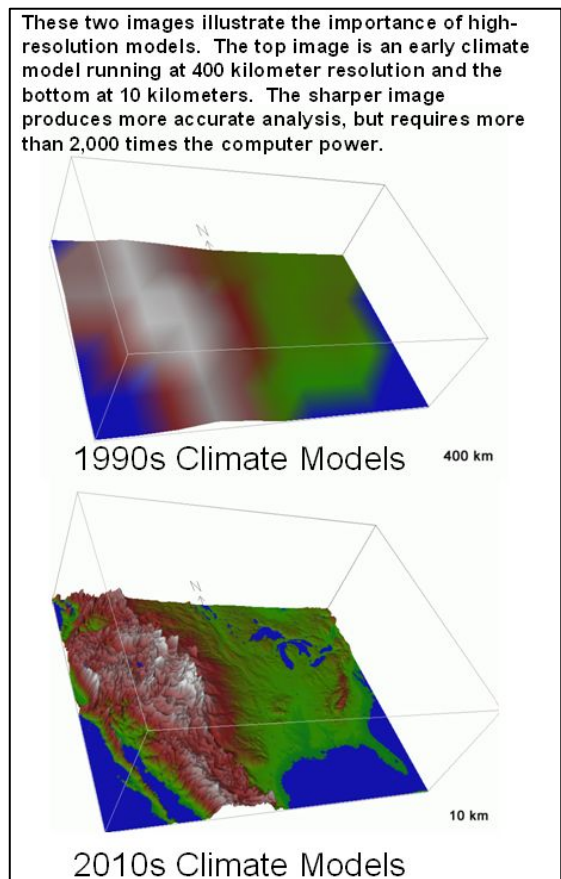 These two images illustrate the importance of high-
resolution models.  The top image is an early climate
model running at 400 kilometer resolution and the
bottom at 10 kilometers.  The sharper image
produces more accurate analysis, but requires more
than 2,000 times the computer power.
N
1990s Climate Models
400 km
N
10 km
2010s Climate Models